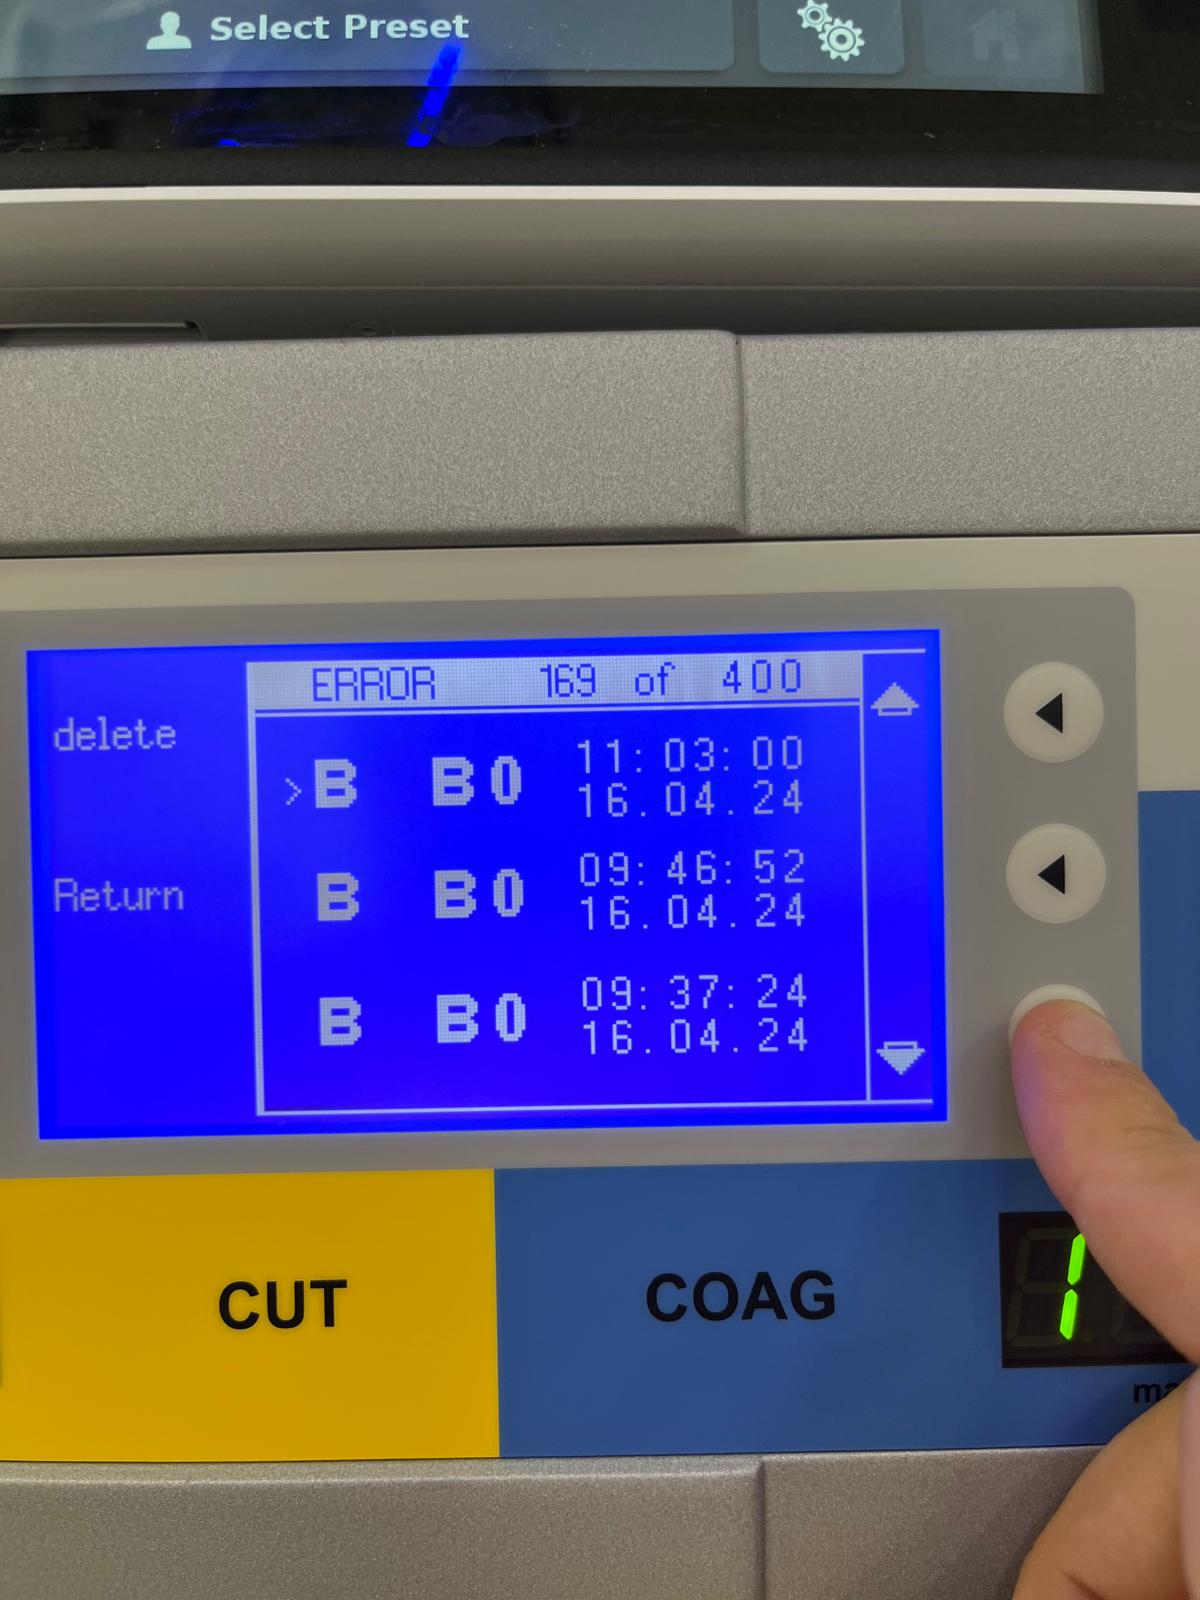 Select Preset
ERROR 169 of 400
delete
>B B0 11:03:00
16.04.24
Return
B B0 09:46:52
16.04.24
B B0 09:37:24
16.04.24
CUT
COAG
1